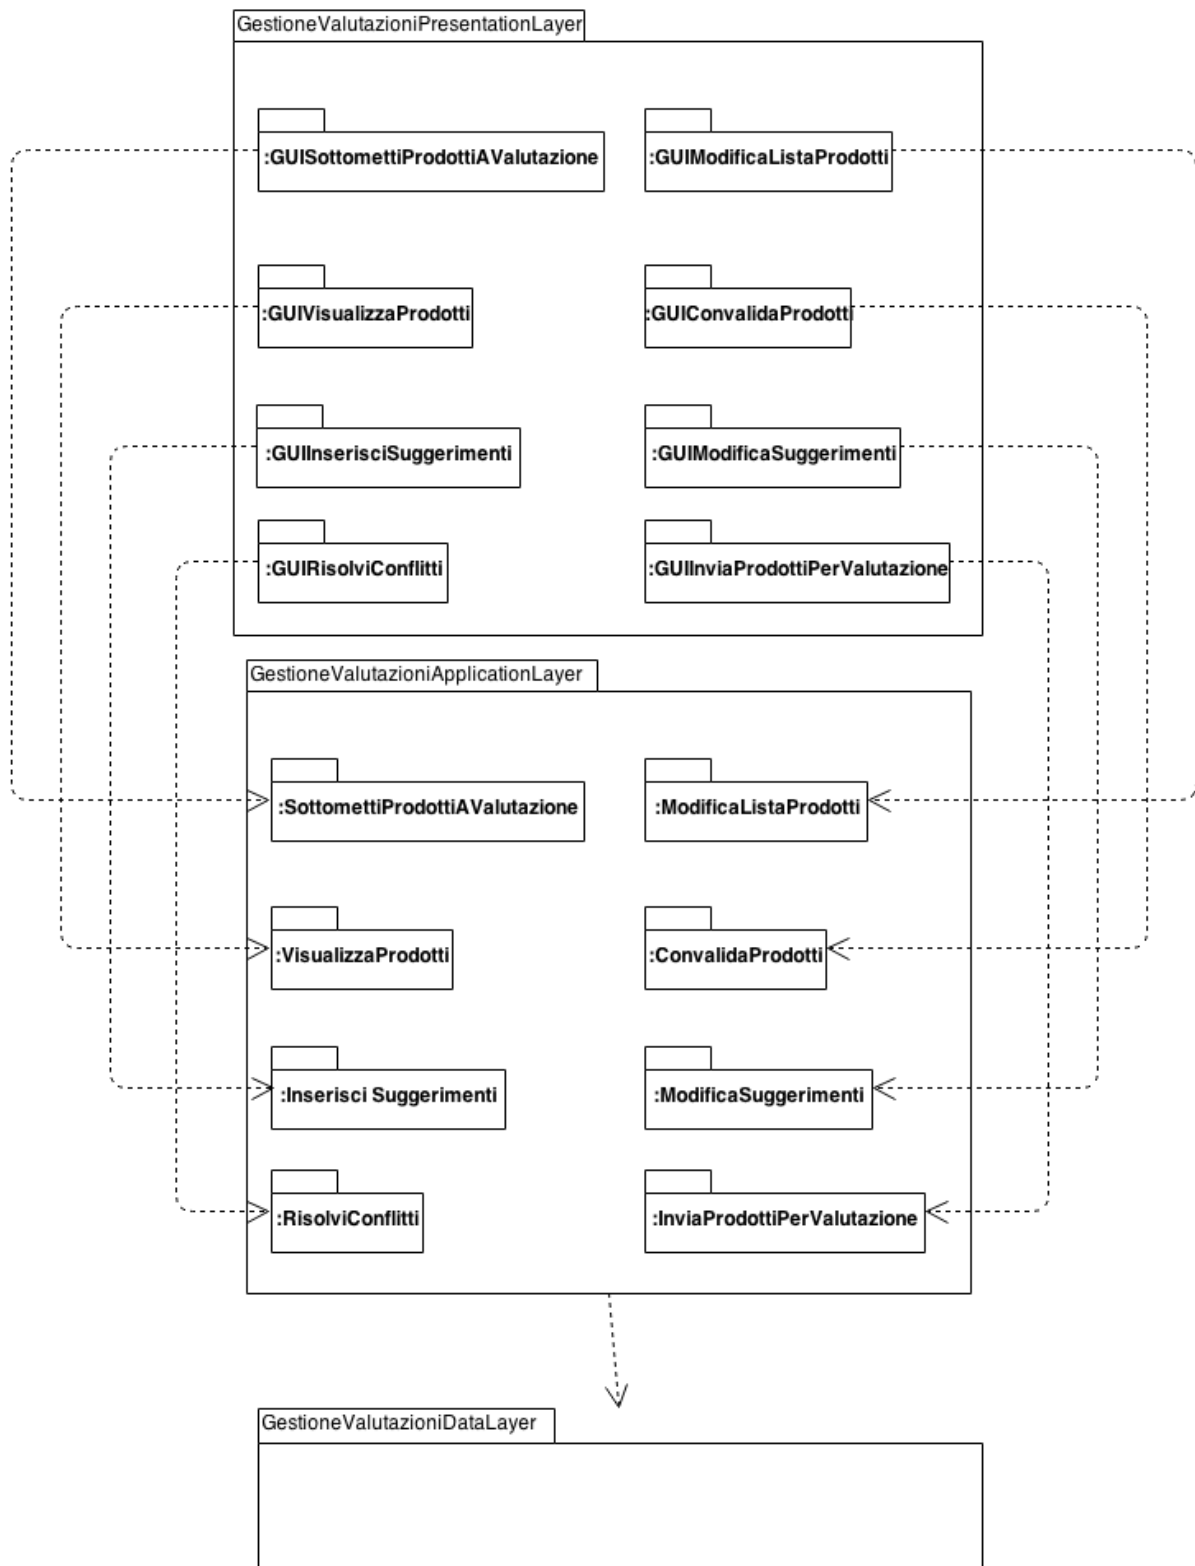 GestioneValutazioniPresentationLayer
:GUISottomettiProdottiAValutazione
:GUIModificaListaProdotti
:GUIVisualizzaProdotti
:GUIConvalidaProdotti
:GUIInserisciSuggerimenti
:GUIModificaSuggerimenti
:GUIRisolviConflitti
:GUIInviaProdottiPerValutazione
GestioneValutazioniApplicationLayer
:SottomettiProdottiAValutazione
:ModificaListaProdotti
:VisualizzaProdotti
:ConvalidaProdotti
:Inserisci Suggerimenti
:ModificaSuggerimenti
:RisolviConflitti
:InviaProdottiPerValutazione
GestioneValutazioniDataLayer